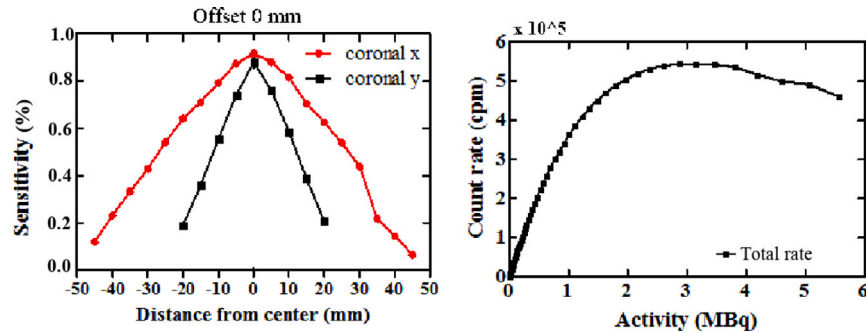 Offset 0 mm
1.0
0.8
0.6
0.4
0.2
0.0
Sensitivity (%)
coronal x
coronal y
-50 -40 -30 -20 -10 0 10 20 30 40 50
Distance from center (mm)
x 10^5
6
5
4
3
2
1
0
Count rate (cpm)
Total rate
0 1 2 3 4 5 6
Activity (MBq)